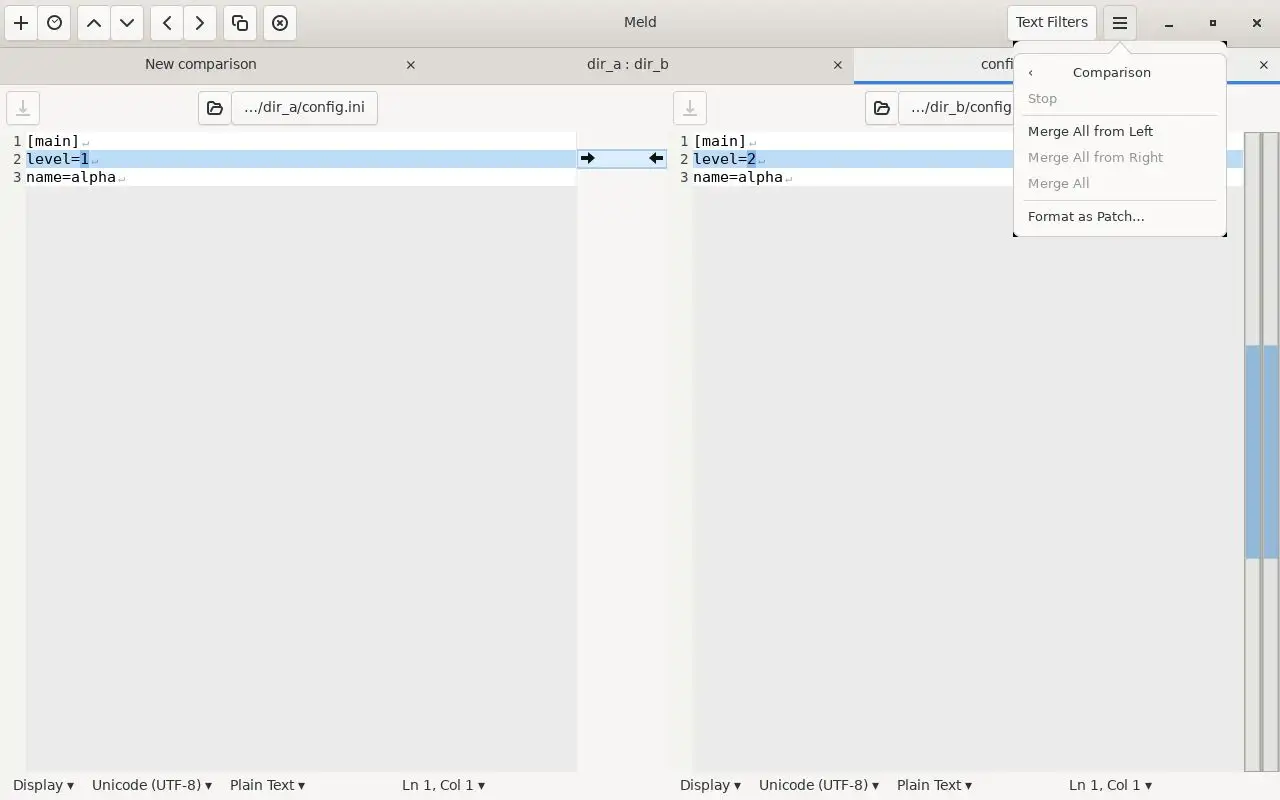 Meld
Text Filters
New comparison
dir_a : dir_b
confi
Comparison
Stop
Merge All from Left
Merge All from Right
Merge All
Format as Patch...
.../dir_a/config.ini
.../dir_b/config
1 [main]
2 level=1
3 name=alpha
1 [main]
2 level=2
3 name=alpha
Display Unicode (UTF-8) Plain Text Ln 1, Col 1
Display Unicode (UTF-8) Plain Text Ln 1, Col 1